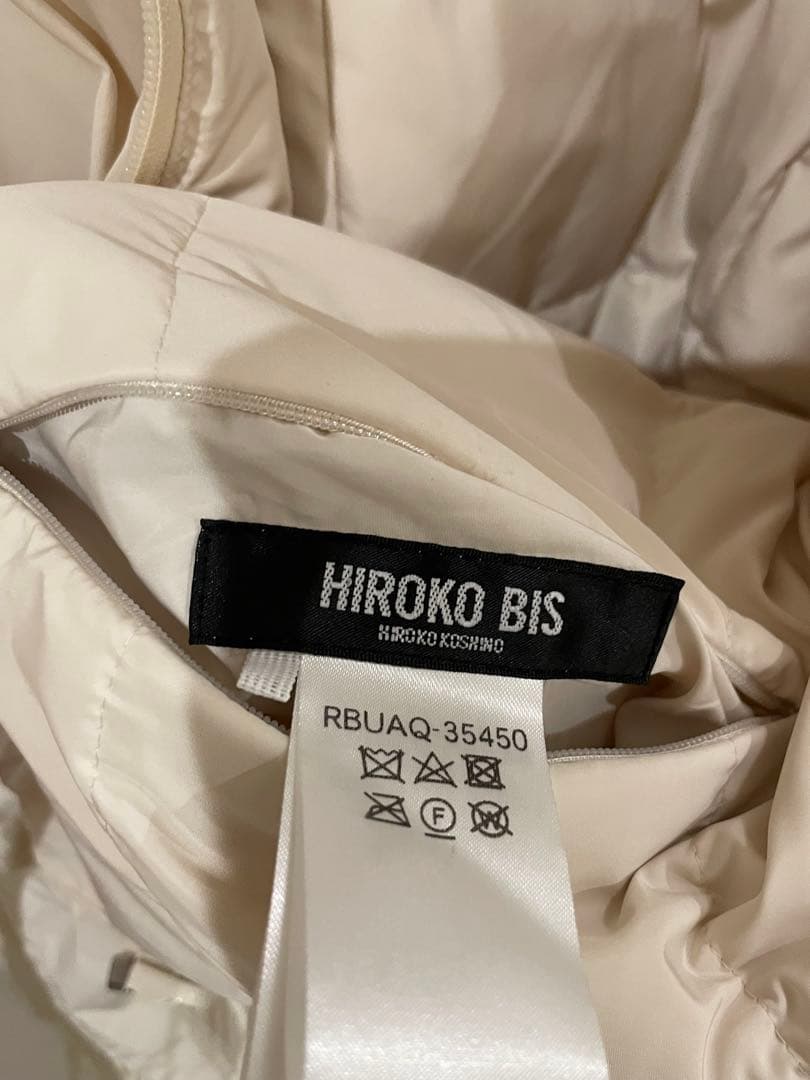 HIROKO BIS
HIROKO KOSHINO
RBUAQ-35450
F
W